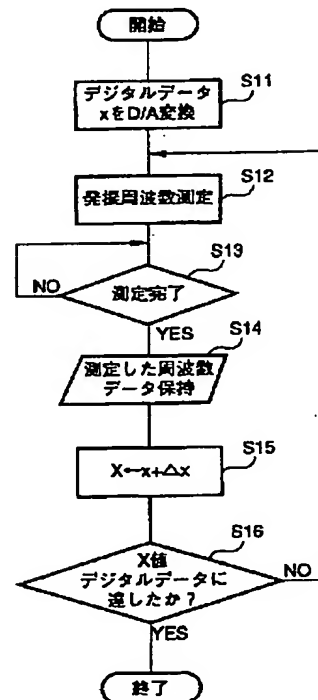 開始
S11
デジタルデータ
xをD/A変換
S12
発振周波数測定
S13
測定完了
NO
YES
S14
測定した周波数
データ保持
S15
X←x+Δx
S16
X値
デジタルデータに
達したか?
NO
YES
終了